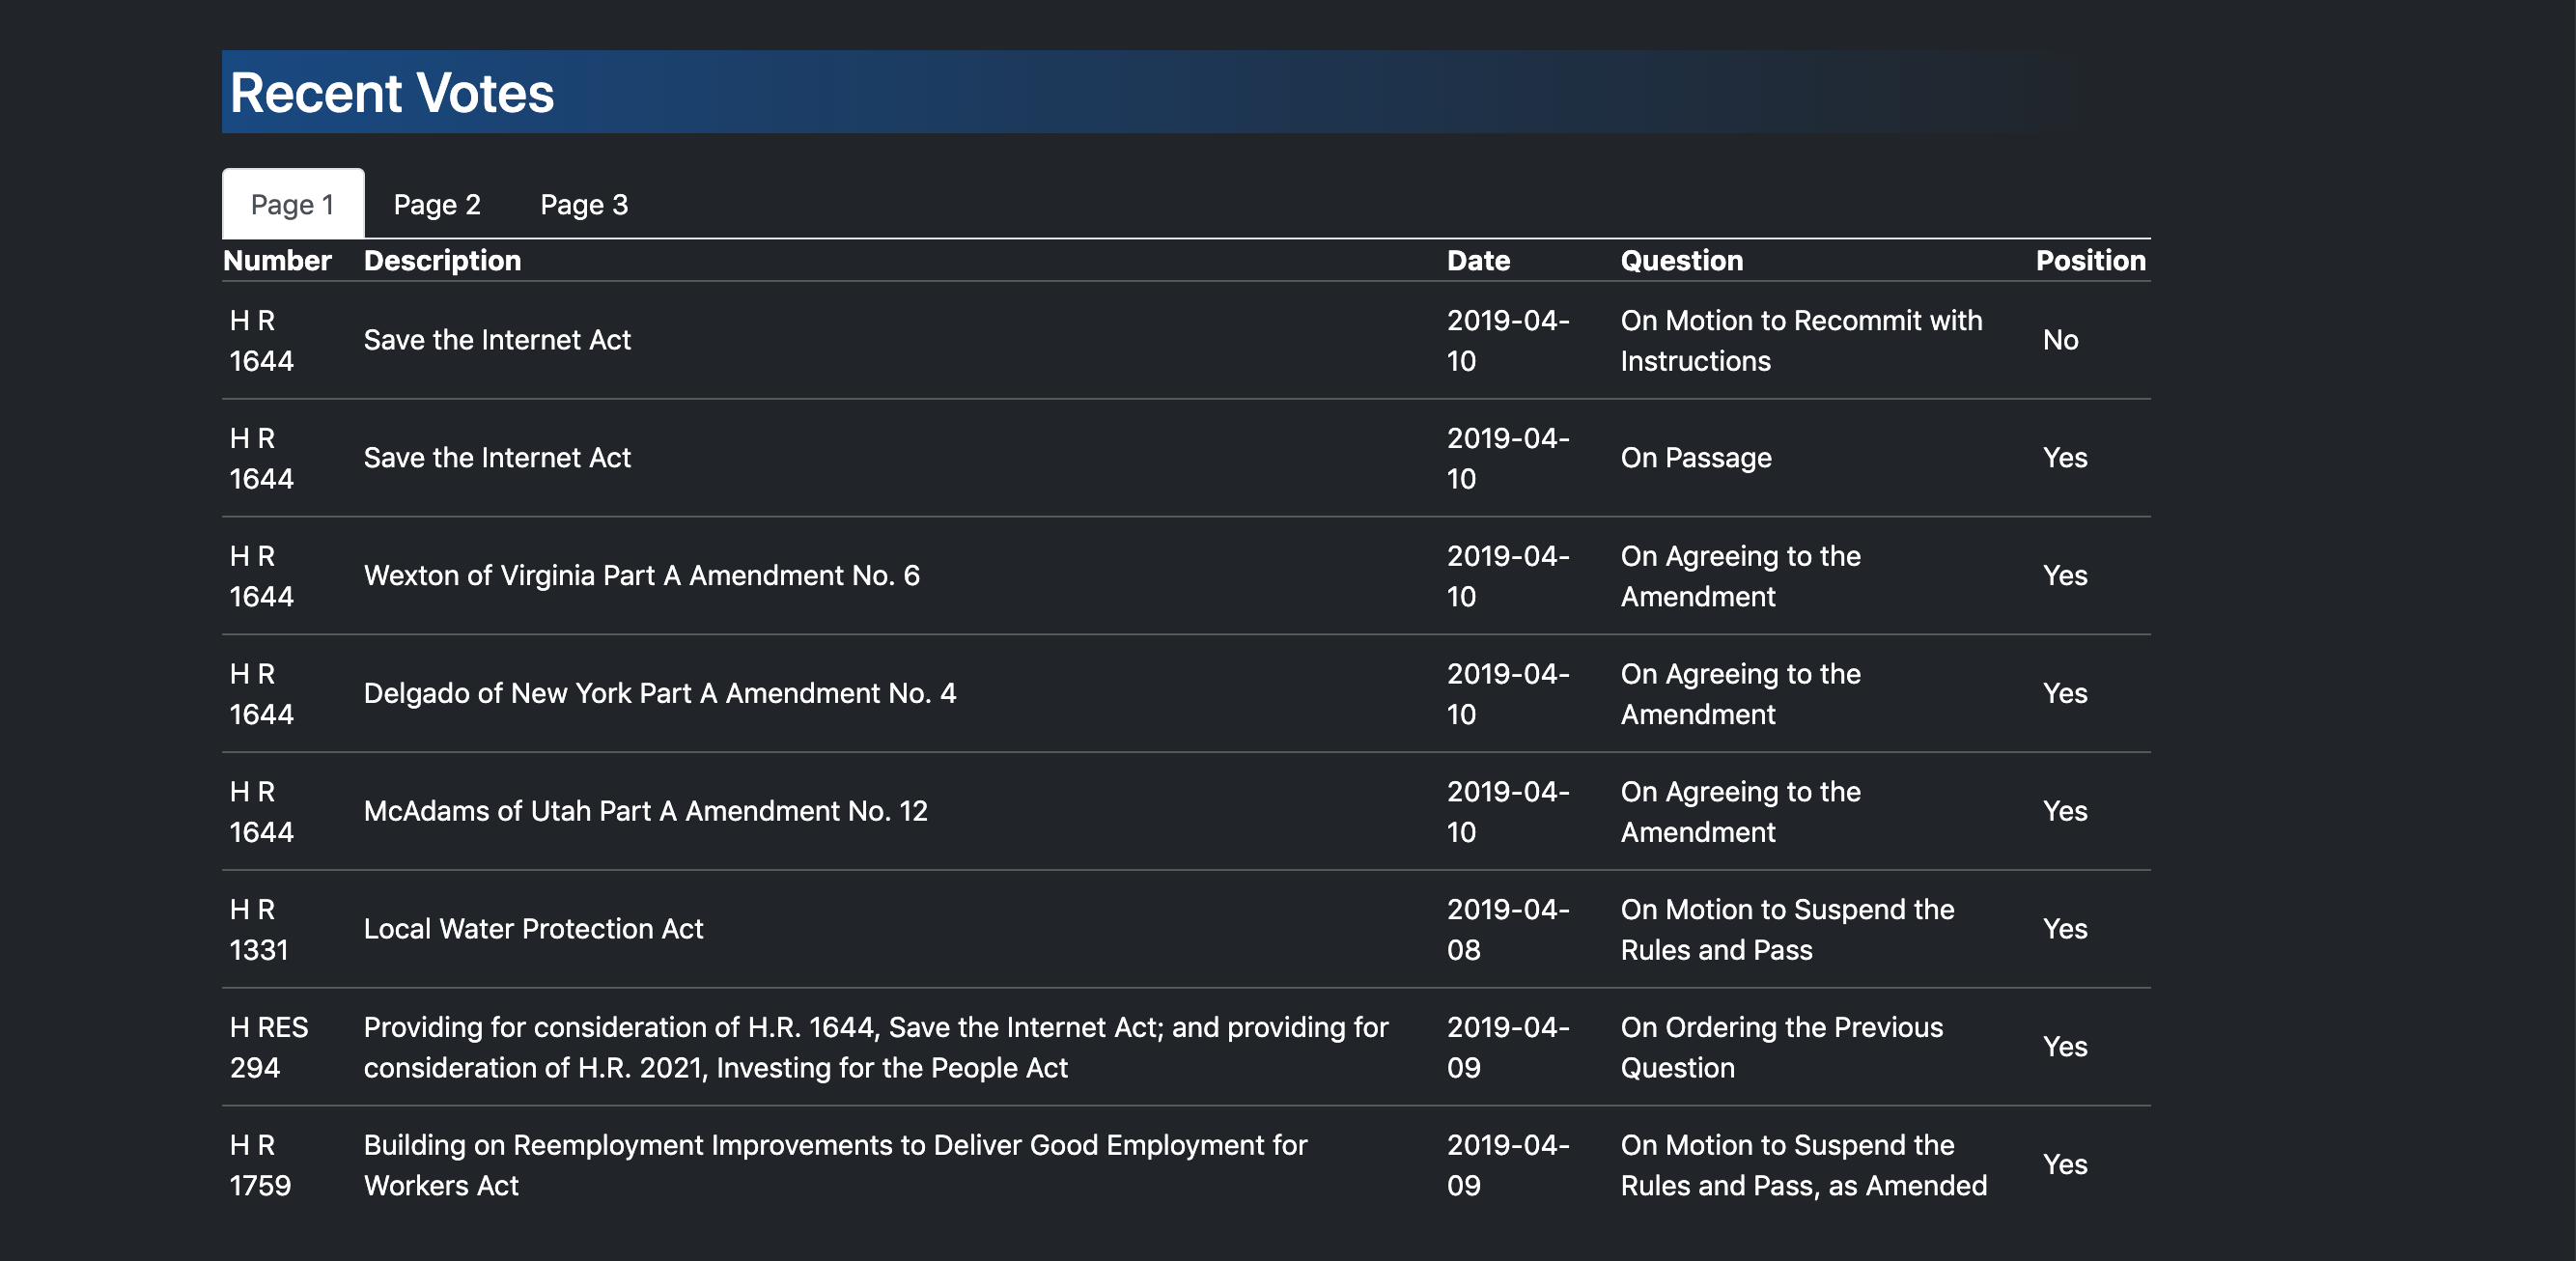 Recent Votes
Page 1 Page 2 Page 3
Number Description Date Question Position
H R 1644 Save the Internet Act 2019-04-10 On Motion to Recommit with Instructions No
H R 1644 Save the Internet Act 2019-04-10 On Passage Yes
H R 1644 Wexton of Virginia Part A Amendment No. 6 2019-04-10 On Agreeing to the Amendment Yes
H R 1644 Delgado of New York Part A Amendment No. 4 2019-04-10 On Agreeing to the Amendment Yes
H R 1644 McAdams of Utah Part A Amendment No. 12 2019-04-10 On Agreeing to the Amendment Yes
H R 1331 Local Water Protection Act 2019-04-08 On Motion to Suspend the Rules and Pass Yes
H RES 294 Providing for consideration of H.R. 1644, Save the Internet Act; and providing for consideration of H.R. 2021, Investing for the People Act 2019-04-09 On Ordering the Previous Question Yes
H R 1759 Building on Reemployment Improvements to Deliver Good Employment for Workers Act 2019-04-09 On Motion to Suspend the Rules and Pass, as Amended Yes